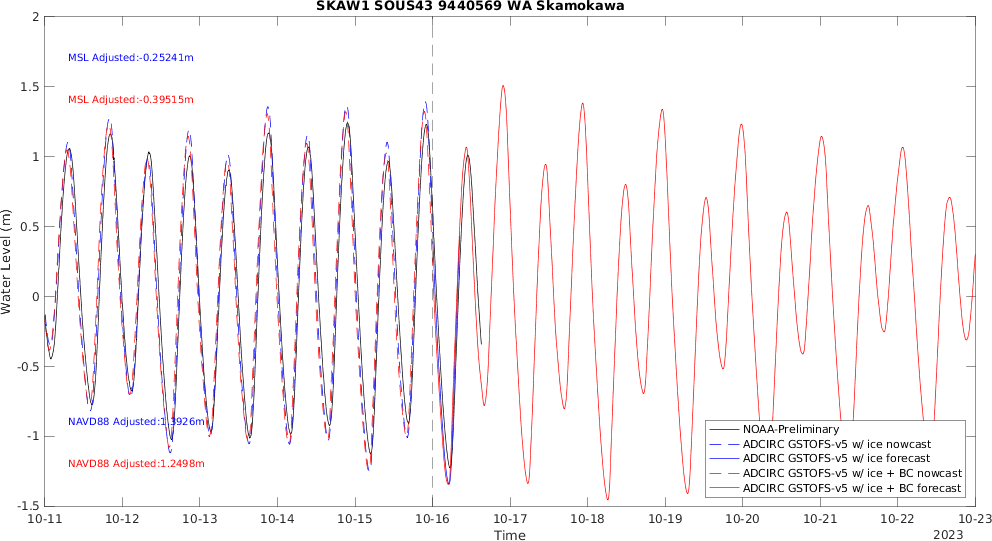 SKAW1 SOUS43 9440569 WA Skamokawa
2
1.5
1
0.5
0
-0.5
-1
-1.5
Water Level (m)
MSL Adjusted:-0.25241m
MSL Adjusted:-0.39515m
NAVD88 Adjusted:1.3926m
NAVD88 Adjusted:1.2498m
NOAA-Preliminary
ADCIRC GSTOFS-v5 w/ ice nowcast
ADCIRC GSTOFS-v5 w/ ice forecast
ADCIRC GSTOFS-v5 w/ ice + BC nowcast
ADCIRC GSTOFS-v5 w/ ice + BC forecast
10-11 10-12 10-13 10-14 10-15 10-16 10-17 10-18 10-19 10-20 10-21 10-22 10-23
Time
2023